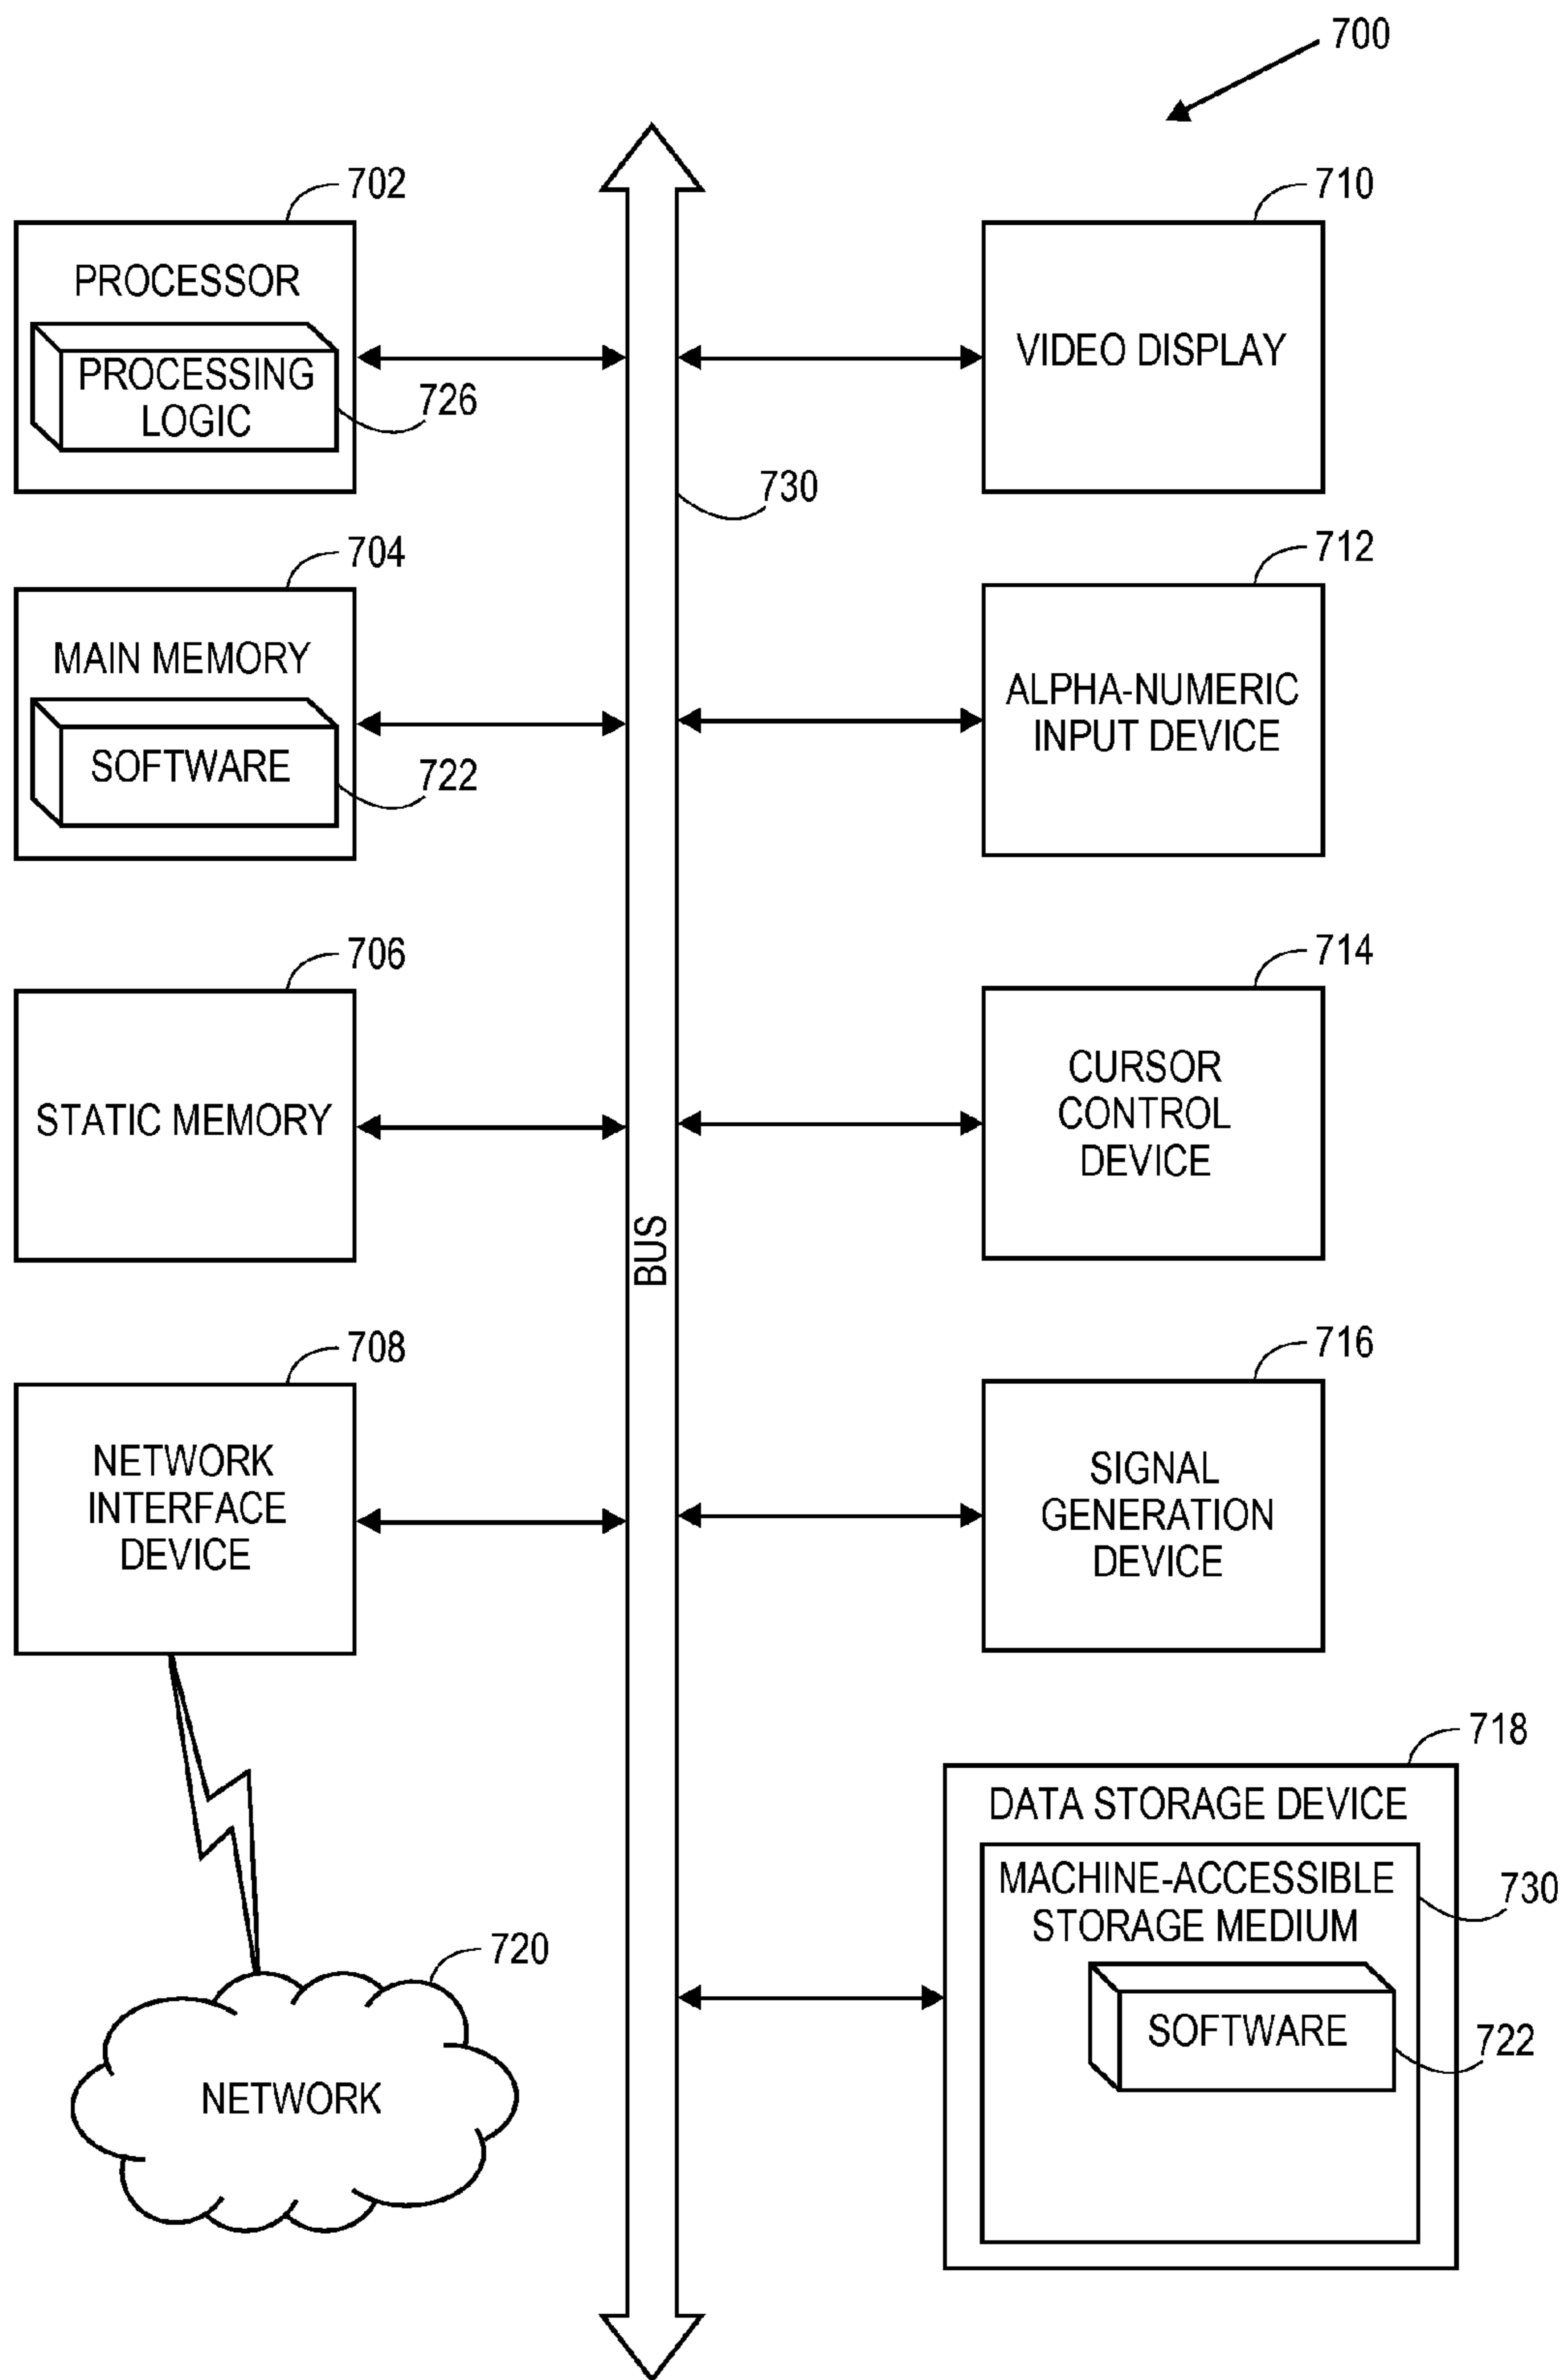 700
702
PROCESSOR
PROCESSING
LOGIC
726
710
VIDEO DISPLAY
730
704
MAIN MEMORY
SOFTWARE
722
712
ALPHA-NUMERIC
INPUT DEVICE
706
STATIC MEMORY
714
CURSOR
CONTROL
DEVICE
BUS
708
NETWORK
INTERFACE
DEVICE
716
SIGNAL
GENERATION
DEVICE
718
DATA STORAGE DEVICE
MACHINE-ACCESSIBLE
STORAGE MEDIUM
730
SOFTWARE
722
720
NETWORK